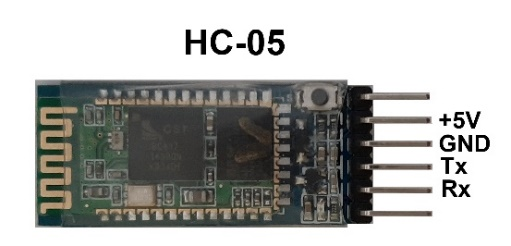 HC-05
+5V
GND
Tx
Rx